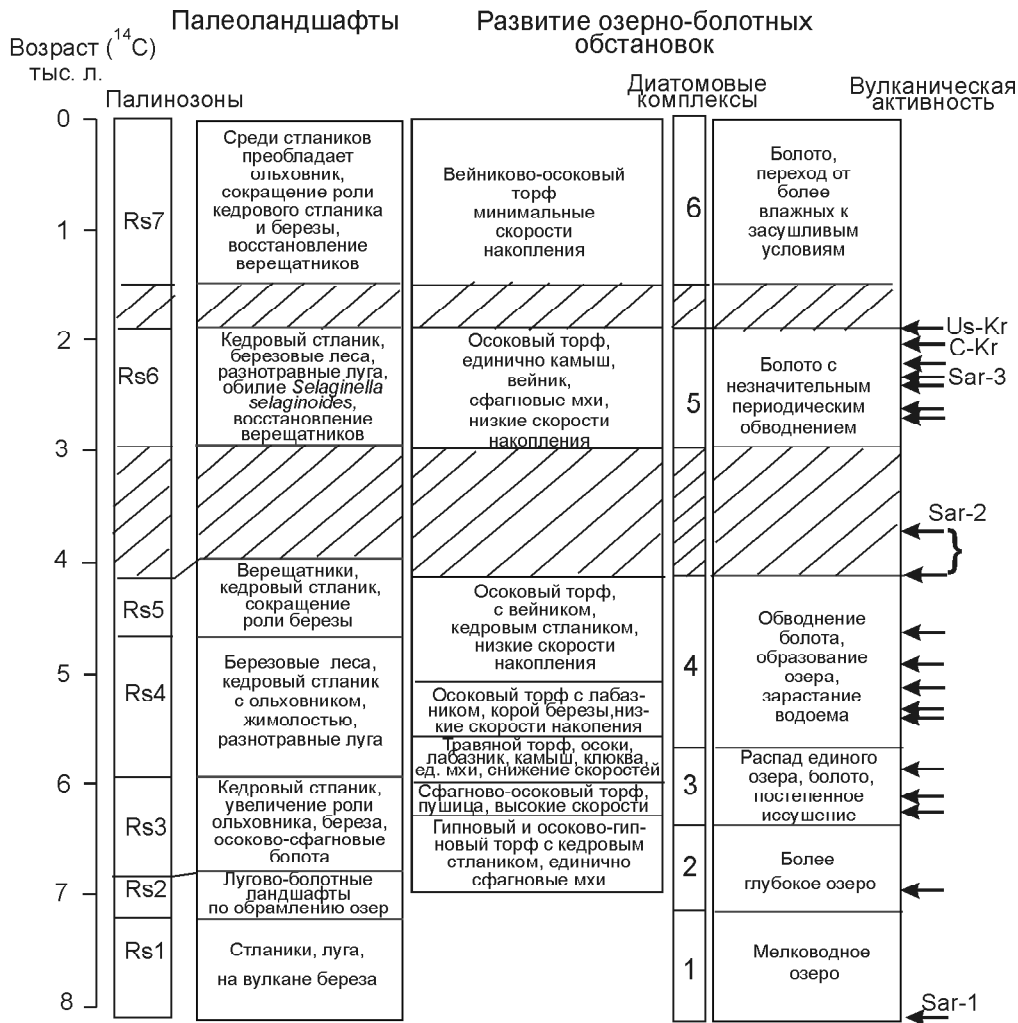 Палеоландшафты
Развитие озерно-болотных
обстановок
Возраст (14C)
тыс. л.
Палинозоны
Диатомовые
комплексы
Вулканическая
активность
0
1
2
3
4
5
6
7
8
Rs7
Rs6
Rs5
Rs4
Rs3
Rs2
Rs1
Среди стлаников
преобладает
ольховник,
сокращение роли
кедрового стланика
и березы,
восстановление
верещатников
Кедровый стланик,
березовые леса,
разнотравные луга,
обилие Selaginella
selaginoides,
восстановление
верещатников
Верещатники,
кедровый стланик,
сокращение
роли березы
Березовые леса,
кедровый стланик
с ольховником,
жимолостью,
разнотравные луга
Кедровый стланик,
увеличение роли
ольховника, береза,
осоково-сфагновые
болота
Лугово-болотные
ландшафты
по обрамлению озер
Стланики, луга,
на вулкане береза
Вейниково-осоковый
торф
минимальные
скорости
накопления
Осоковый торф,
единично камыш,
вейник,
сфагновые мхи,
низкие скорости
накопления
Осоковый торф,
с вейником,
кедровым стлаником,
низкие скорости
накопления
Осоковый торф с лабаз-
ником, корой березы,низ-
кие скорости накопения
Травяной торф, осоки,
лабазник, камыш, клюква,
ед. мхи, снижение скоростей
Сфагново-осоковый торф,
пушица, высокие скорости
Гипновый и осоково-гип-
новый торф с кедровым
стлаником, единично
сфагновые мхи
6
5
4
3
2
1
Болото,
переход от
более
влажных к
засушливым
условиям
Болото с
незначительным
периодическим
обводнением
Обводнение
болота,
образование
озера,
зарастание
водоема
Распад единого
озера, болото,
постепенное
иссушение
Более
глубокое озеро
Мелководное
озеро
Us-Kr
C-Kr
Sar-3
Sar-2
}
Sar-1